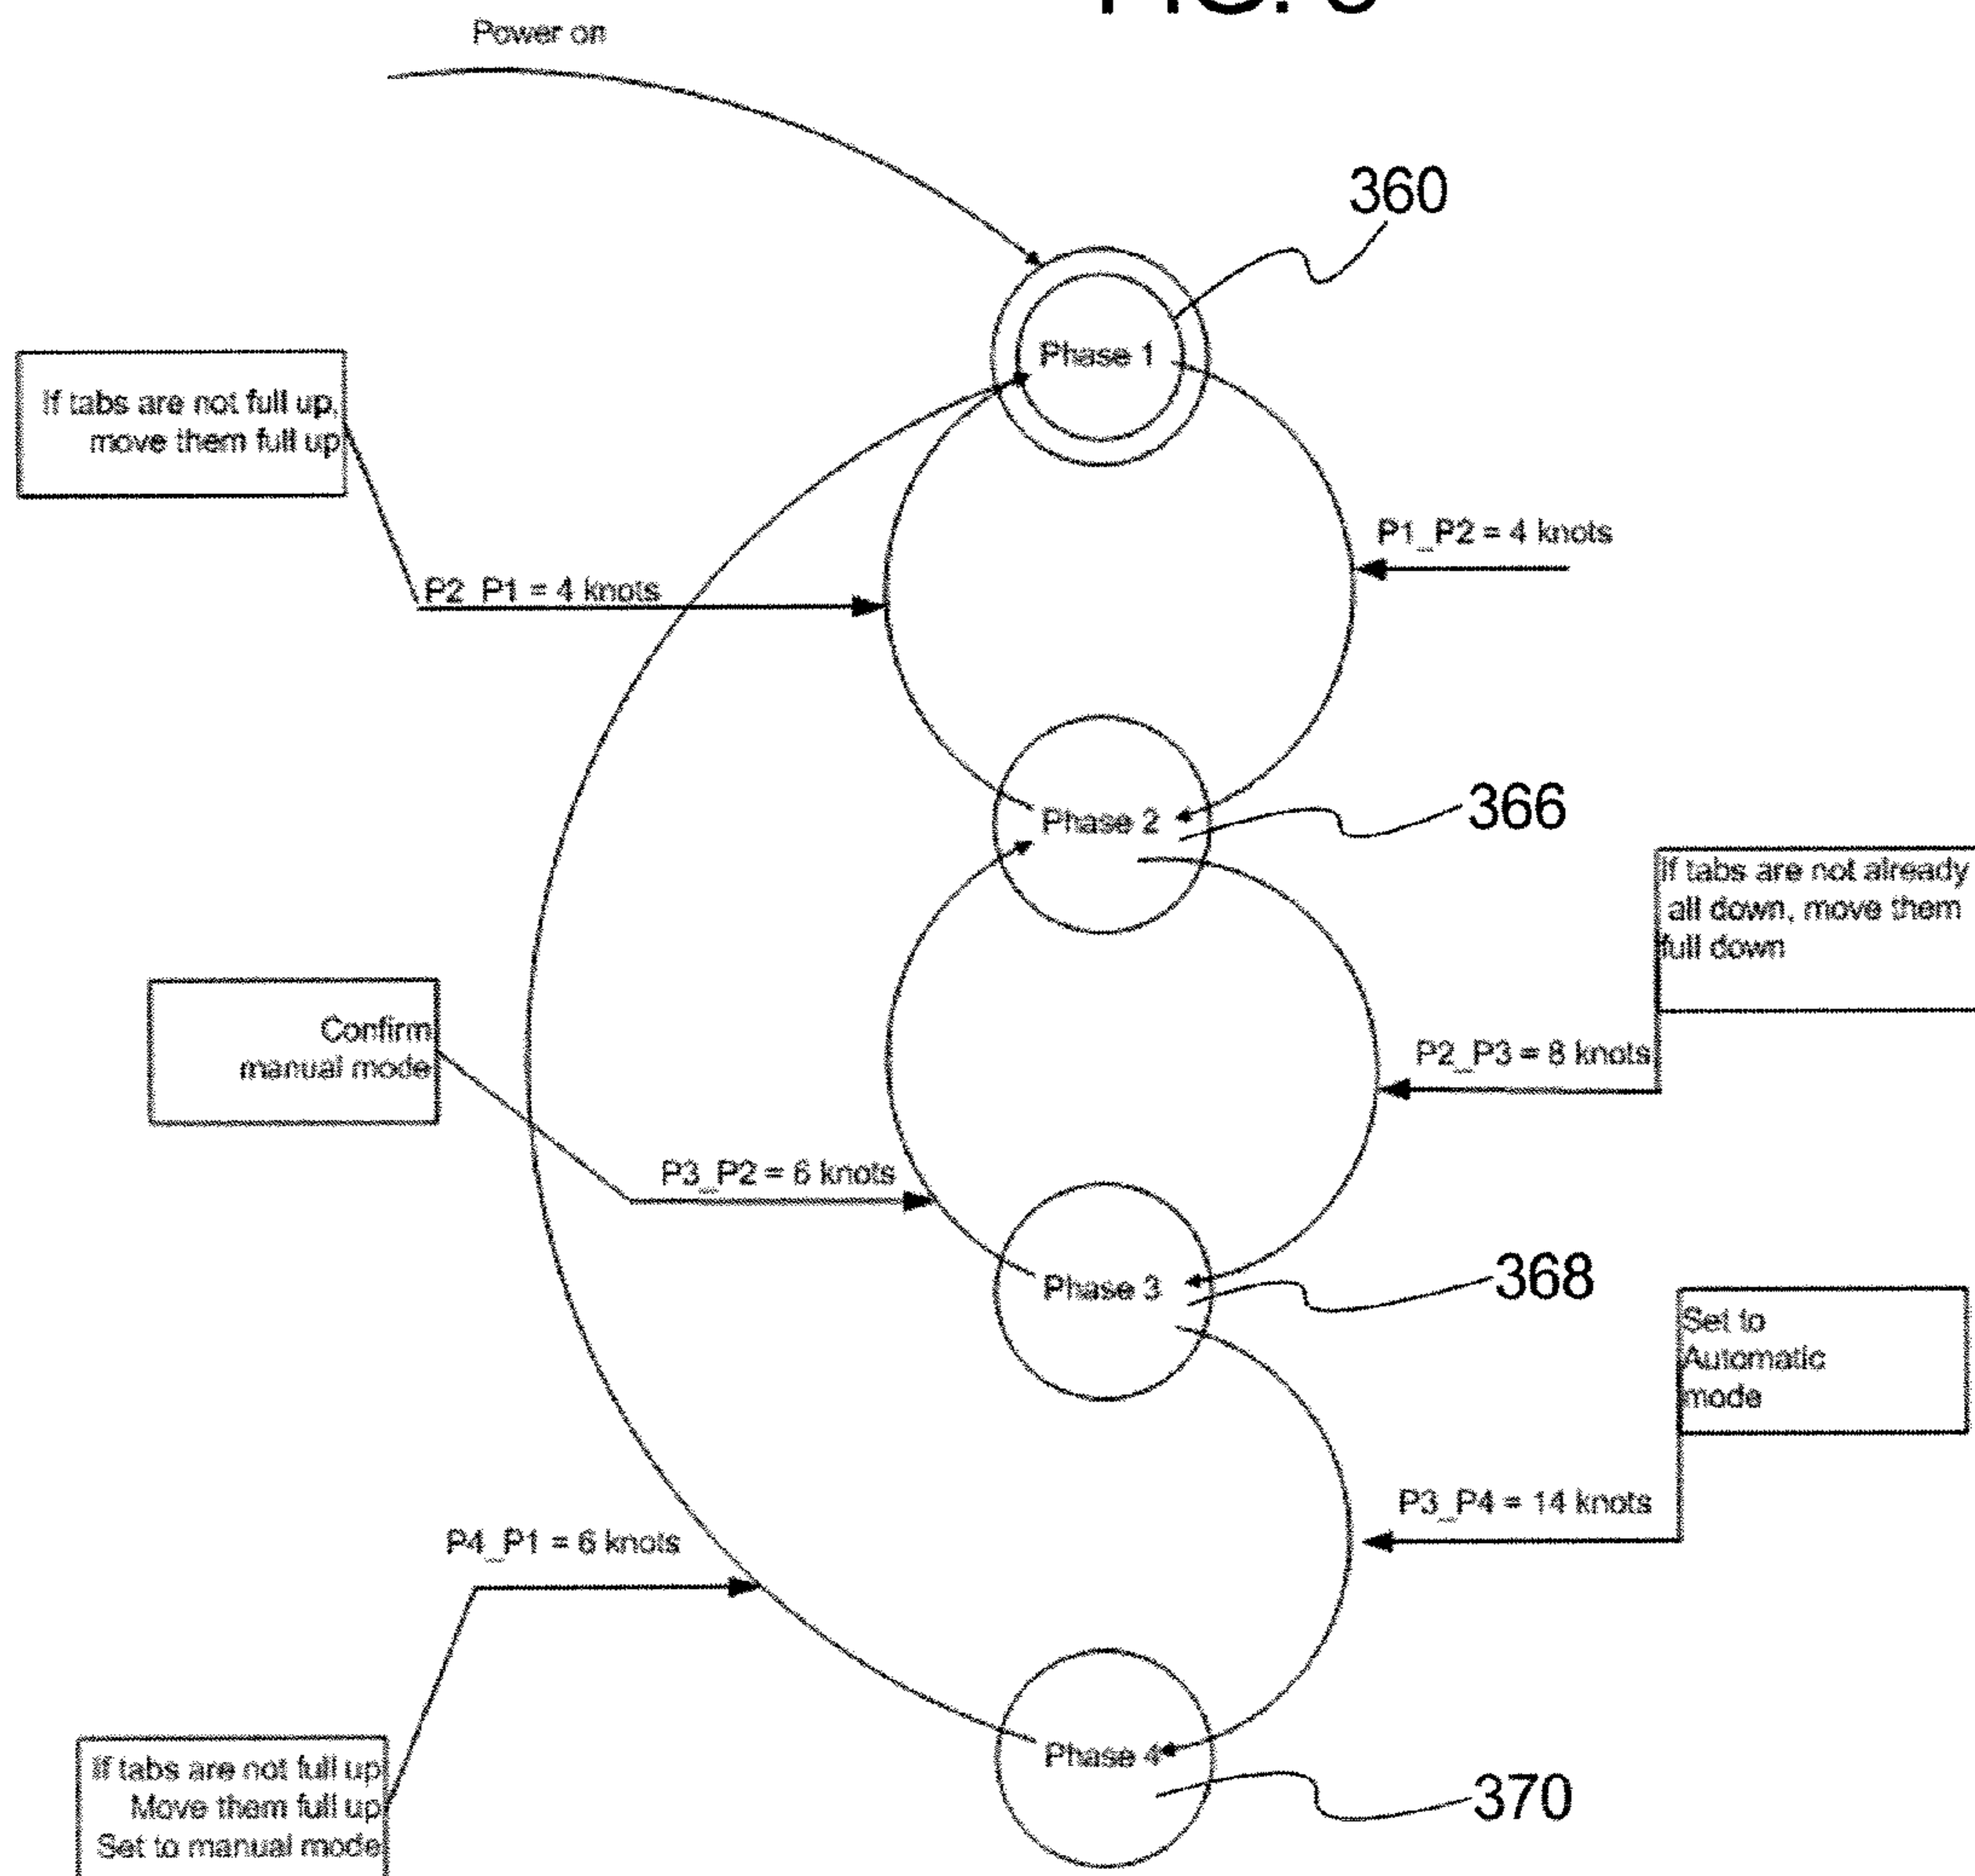 Power on
360
Phase 1
If tabs are not full up,
move them full up
P1_P2 = 4 knots
P2_P1 = 4 knots
Phase 2
366
If tabs are not already
all down, move them
full down
Confirm
manual mode
P2_P3 = 8 knots
P3_P2 = 6 knots
Phase 3
368
Set to
Automatic
mode
P3_P4 = 14 knots
P4_P1 = 6 knots
Phase 4
370
If tabs are not full up
Move them full up
Set to manual mode